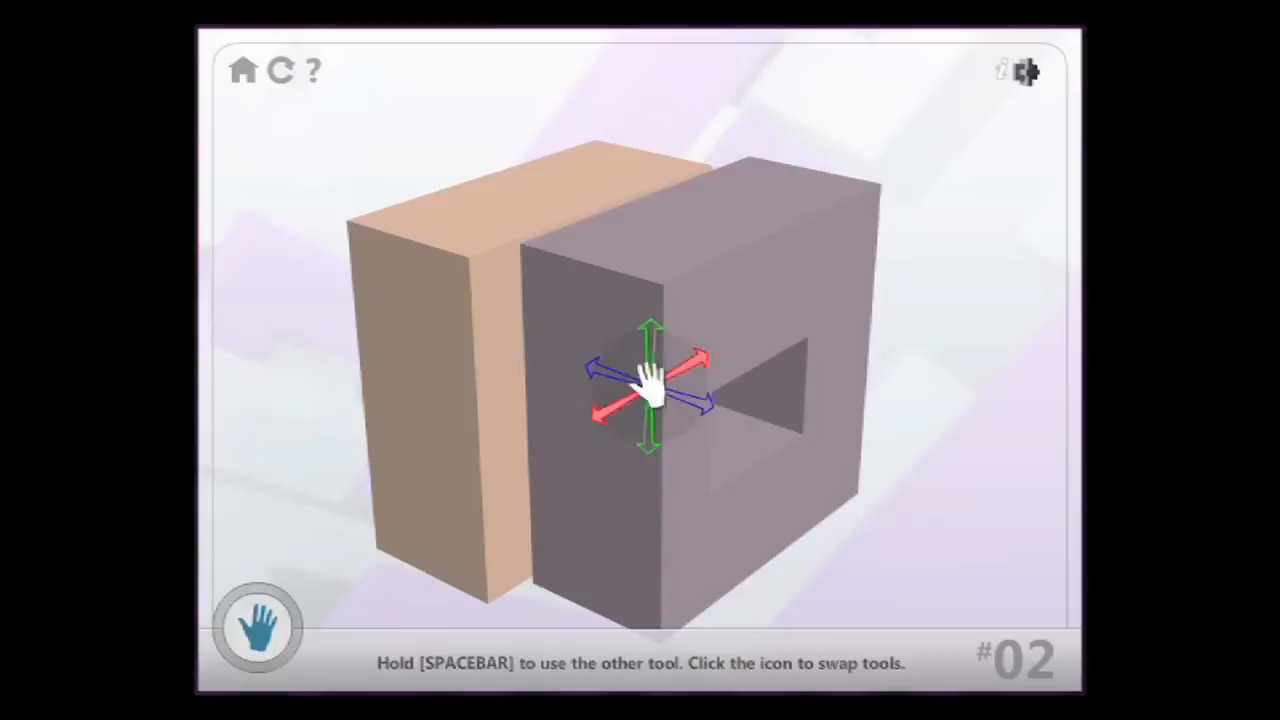 ?
i
Hold [SPACEBAR] to use the other tool. Click the icon to swap tools.
#02